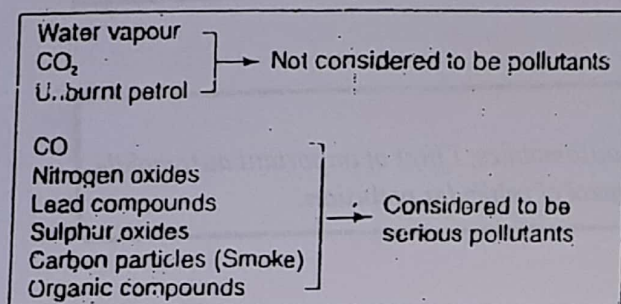 Water vapour
CO₂ Not considered to be pollutants
U..burnt petrol
CO
Nitrogen oxides
Lead compounds
Sulphur oxides Considered to be
Carbon particles (Smoke) serious pollutants
Organic compounds